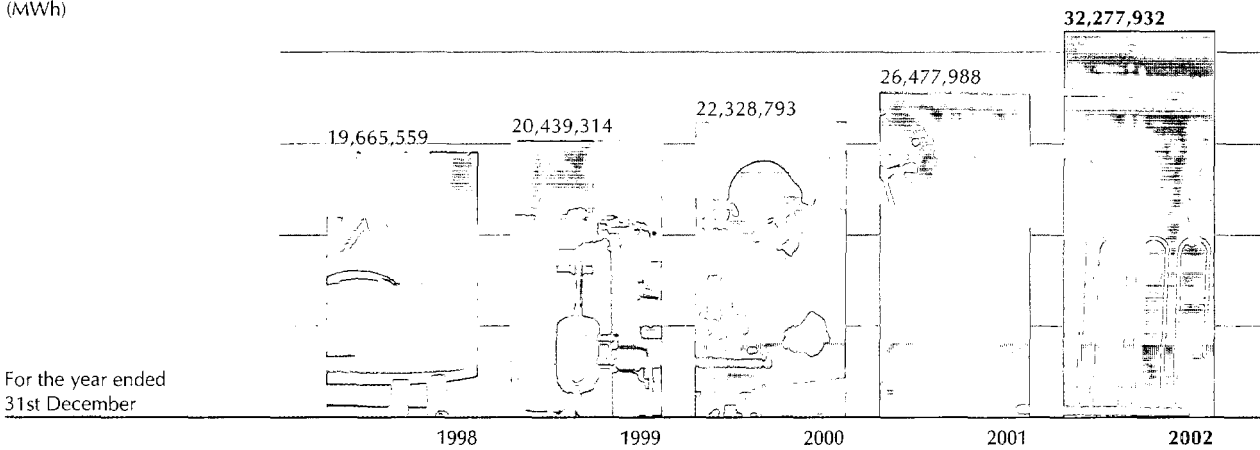 (MWh)
32,277,932
26,477,988
22,328,793
20,439,314
19,665,559
For the year ended
31st December
1998 1999 2000 2001 2002